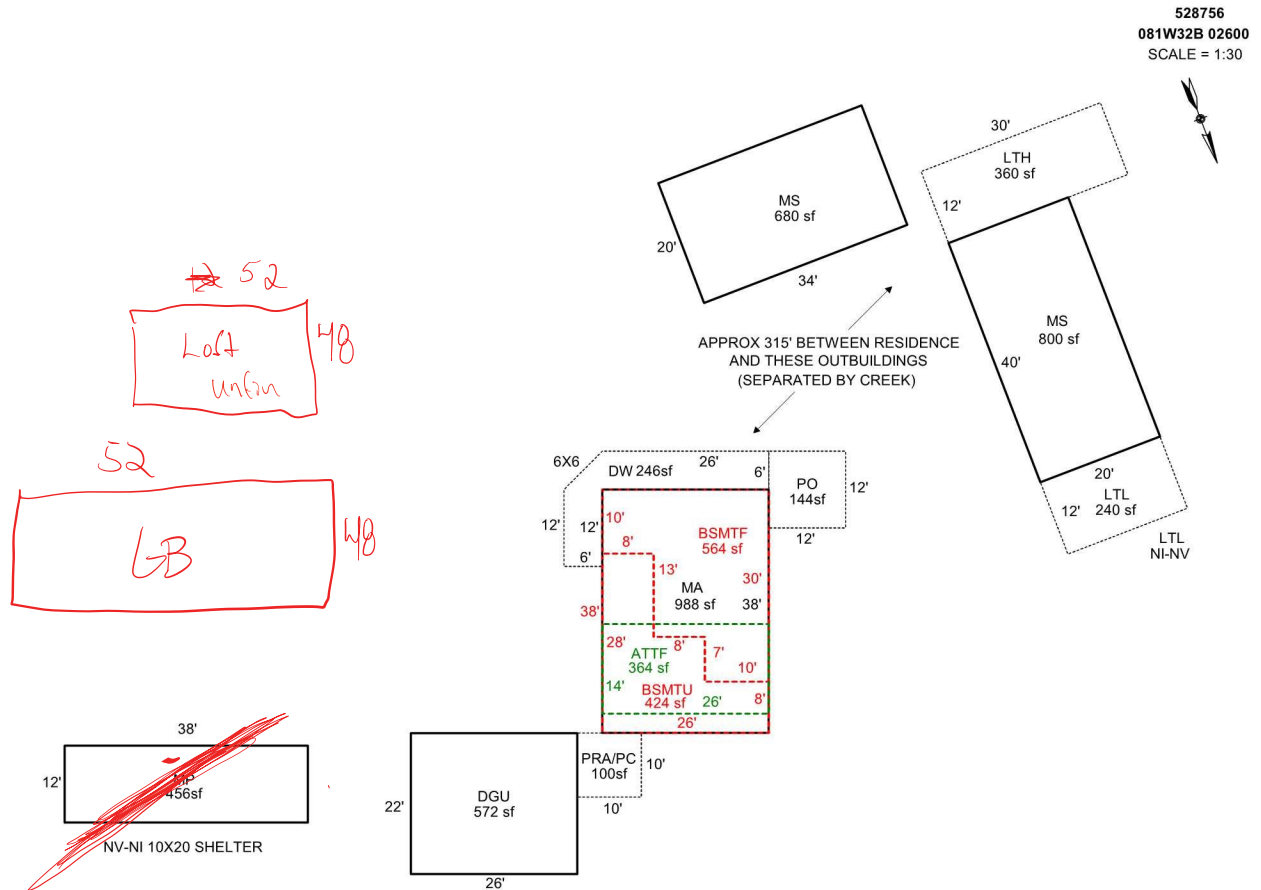 528756
081W32B 02600
SCALE = 1:30
30'
LTH
360 sf
12'
MS
680 sf
20'
34'
MS
800 sf
40'
20'
12'
LTL
240 sf
LTL
NI-NV
APPROX 315' BETWEEN RESIDENCE
AND THESE OUTBUILDINGS
(SEPARATED BY CREEK)
52
48
Loft
unfin
52
GB
48
6X6
DW 246sf
26'
6'
PO
144sf
12'
12'
12'
12'
6'
10'
8'
BSMTF
564 sf
13'
MA
988 sf
30'
38'
38'
28'
8'
7'
ATTF
364 sf
10'
14'
BSMTU
424 sf
26'
8'
26'
38'
12'
MP
456sf
NV-NI 10X20 SHELTER
PRA/PC
100sf
10'
10'
22'
DGU
572 sf
26'